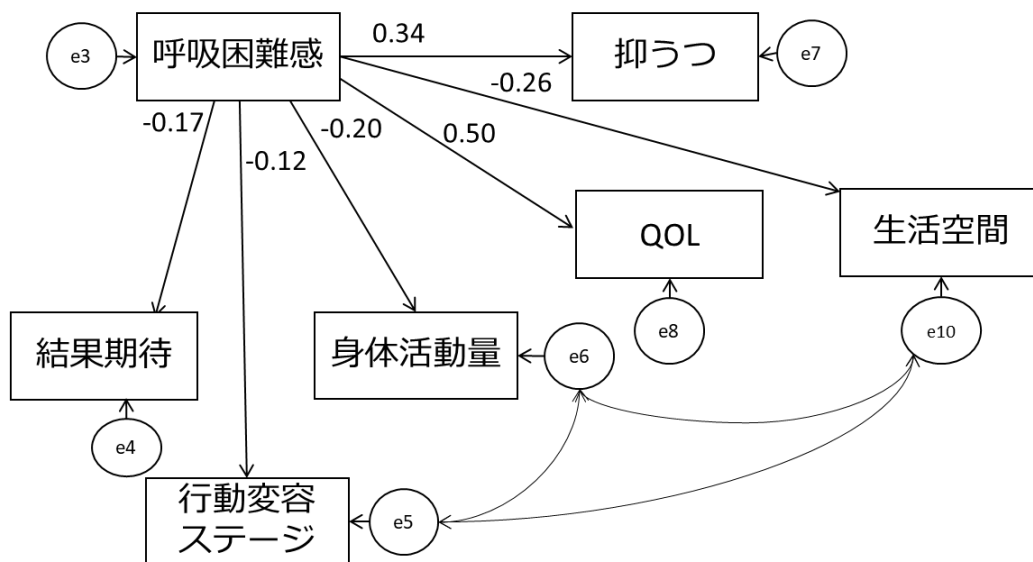 e3
呼吸困難感
0.34
抑うつ
e7
-0.26
-0.17
-0.12
-0.20
0.50
QOL
生活空間
e8
e10
結果期待
身体活動量
e6
e4
行動変容
ステージ
e5